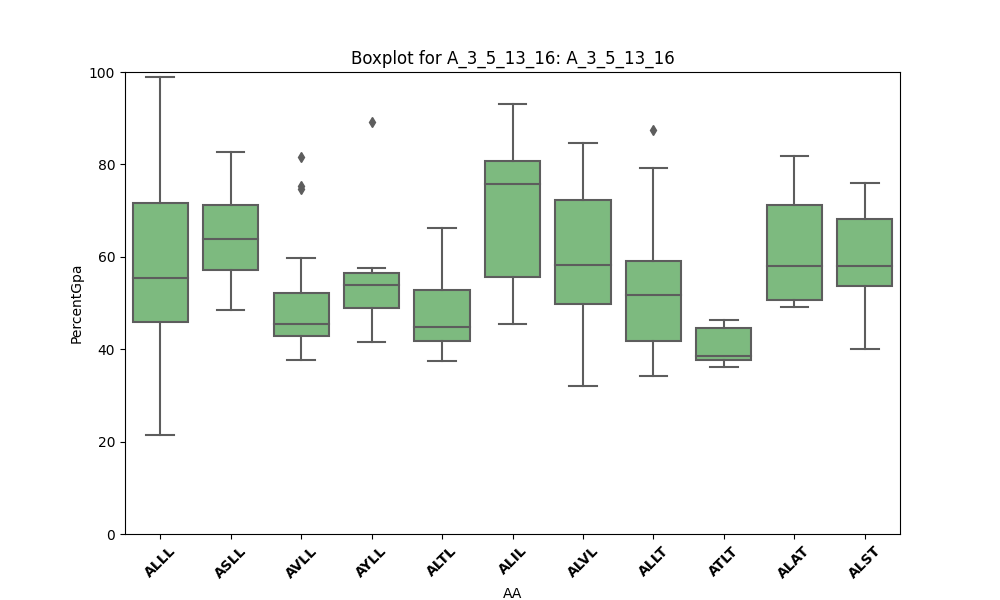 Boxplot for A_3_5_13_16: A_3_5_13_16
PercentGpa
100
80
60
40
20
0
ALLL ASLL AVLL AYLL ALTL ALIL ALVL ALLT ATLT ALAT ALST
AA